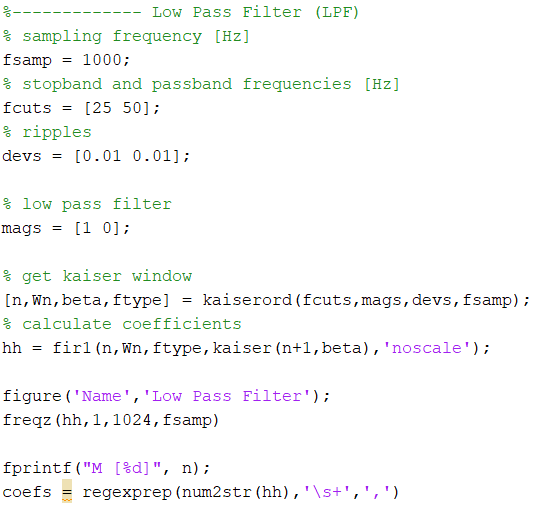 %------------- Low Pass Filter (LPF)
% sampling frequency [Hz]
fsamp = 1000;
% stopband and passband frequencies [Hz]
fcuts = [25 50];
% ripples
devs = [0.01 0.01];
% low pass filter
mags = [1 0];
% get kaiser window
[n,Wn,beta,ftype] = kaiserord(fcuts,mags,devs,fsamp);
% calculate coefficients
hh = fir1(n,Wn,ftype,kaiser(n+1,beta),'noscale');
figure('Name','Low Pass Filter');
freqz(hh,1,1024,fsamp)
fprintf("M [%d]", n);
coefs = regexprep(num2str(hh),'\s+',',')